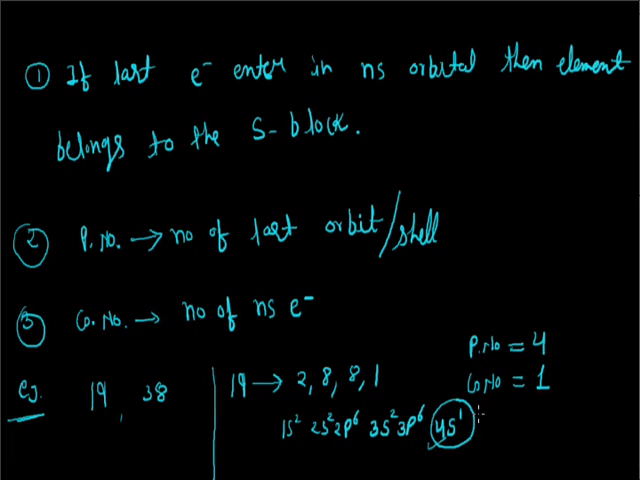 ① If last e⁻ enter in ns orbital then element
belongs to the s-block.
② P.No. → no of last orbit/shell
③ G.No. → no of ns e⁻
eg. 19, 38
19 → 2, 8, 8, 1
1s² 2s² 2p⁶ 3s² 3p⁶ 4s¹
P.No = 4
G.No = 1